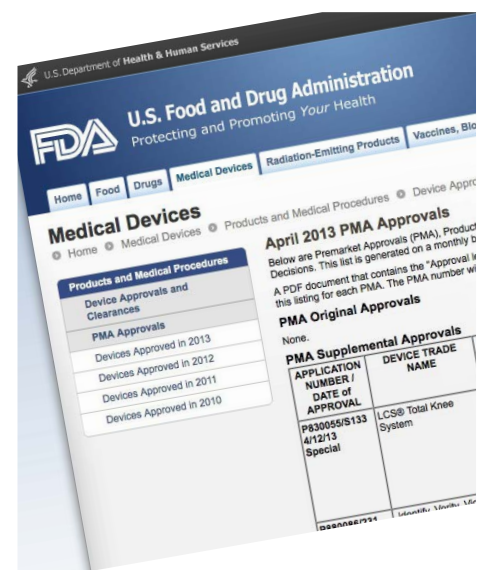 U.S. Department of Health & Human Services
FDA
U.S. Food and Drug Administration
Protecting and Promoting Your Health
Home Food Drugs Medical Devices Radiation-Emitting Products Vaccines,
Medical Devices
Home Medical Devices Products and Medical Procedures Device
Products and Medical Procedures
Device Approvals and
Clearances
PMA Approvals
Devices Approved in 2013
Devices Approved in 2012
Devices Approved in 2011
Devices Approved in 2010
April 2013 PMA Approvals
Below are Premarket Approvals (PMA),
Decisions. This list is generated on a monthly
A PDF document that contains the "Approval
this listing for each PMA. The PMA number
PMA Original Approvals
None.
PMA Supplemental Approvals
APPLICATION
NUMBER /
DATE of
APPROVAL
DEVICE TRADE
NAME
P830055/S133
4/12/13
Special
LCS® Total Knee
System